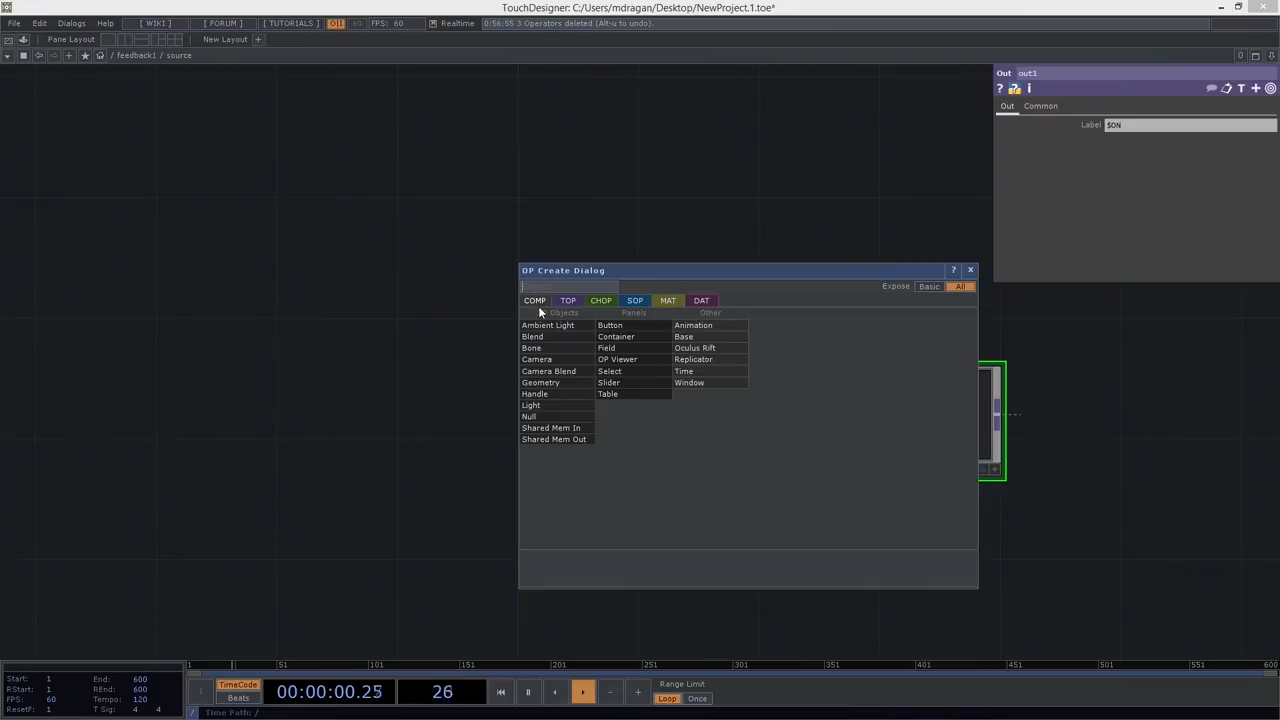 TouchDesigner: C:/Users/mdragan/Desktop/NewProject.1.toe*
File Edit Dialogs Help [ WIKI ] [ FORUM ] [ TUTORIALS ] O|I 60 FPS: 60 Realtime 0:56:55 3 Operators deleted (Alt-u to undo).
Pane Layout New Layout +
/ feedback1 / source
Out out1
Out Common
Label $ON
OP Create Dialog
Expose Basic All
COMP TOP CHOP SOP MAT DAT
Objects Panels Other
Ambient Light Button Animation
Blend Container Base
Bone Field Oculus Rift
Camera OP Viewer Replicator
Camera Blend Select Time
Geometry Slider Window
Handle Table
Light
Null
Shared Mem In
Shared Mem Out
1 51 101 151 201 251 301 351 401 451 501 551 600
Start: 1 End: 600
RStart: 1 REnd: 600
FPS: 60 Tempo: 120
ResetF: 1 T Sig: 4 4
TimeCode
Beats
00:00:00.25 26
Range Limit
Loop Once
/ Time Path: /